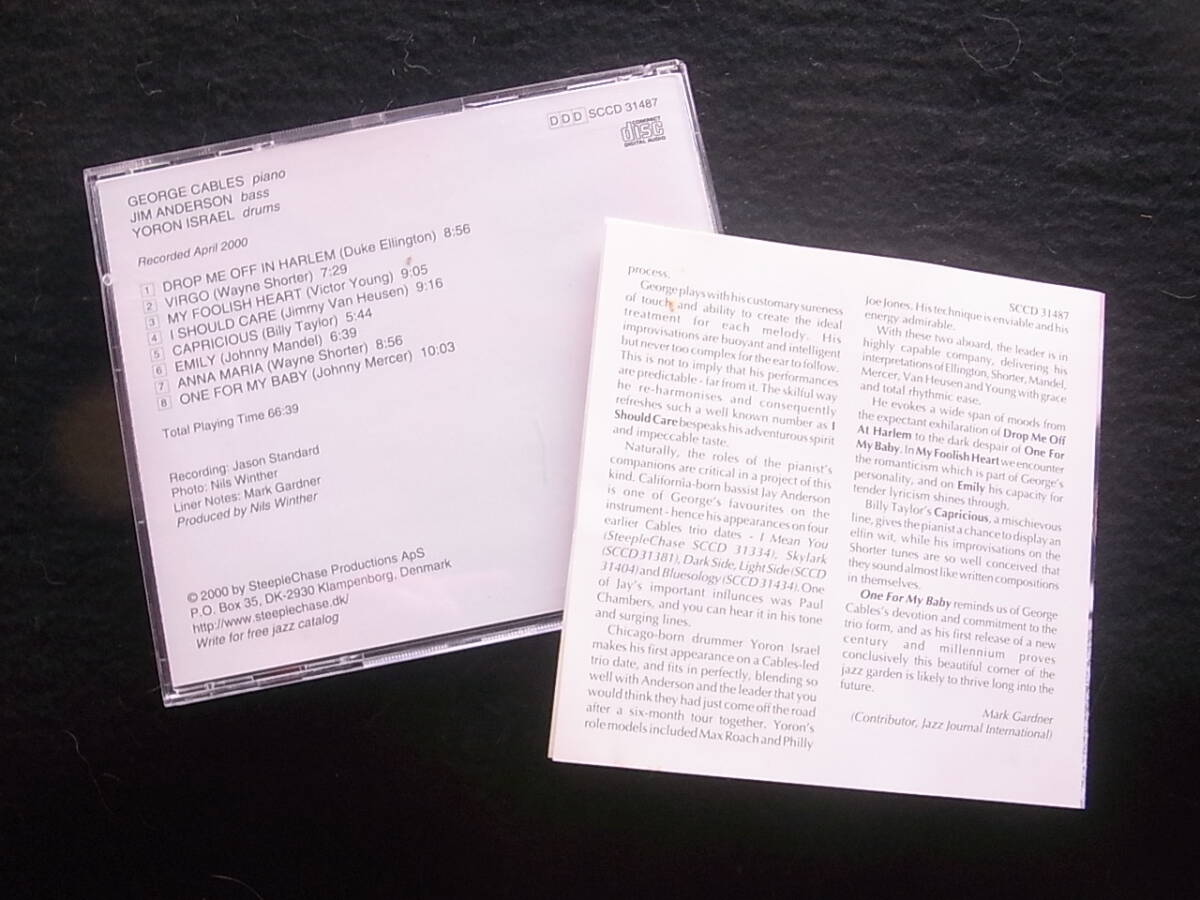 DDD SCCD 31487
COMPACT
disc
DIGITAL AUDIO
GEORGE CABLES piano
JIM ANDERSON bass
YORON ISRAEL drums
Recorded April 2000
1 DROP ME OFF IN HARLEM (Duke Ellington) 8:56
2 VIRGO (Wayne Shorter) 7:29
3 MY FOOLISH HEART (Victor Young) 9:05
4 I SHOULD CARE (Jimmy Van Heusen) 9:16
5 CAPRICIOUS (Billy Taylor) 5:44
6 EMILY (Johnny Mandel) 6:39
7 ANNA MARIA (Wayne Shorter) 8:56
8 ONE FOR MY BABY (Johnny Mercer) 10:03
Total Playing Time 66:39
Recording: Jason Standard
Photo: Nils Winther
Liner Notes: Mark Gardner
Produced by Nils Winther
© 2000 by SteepleChase Productions ApS
P.O. Box 35, DK-2930 Klampenborg, Denmark
http://www.steeplechase.dk/
Write for free jazz catalog
process.
George plays with his customary sureness
of touch and ability to create the ideal
treatment for each melody. His
improvisations are buoyant and intelligent
but never too complex for the ear to follow.
This is not to imply that his performances
are predictable - far from it. The skilful way
he re-harmonises and consequently
refreshes such a well known number as I
Should Care bespeaks his adventurous spirit
and impeccable taste.
Naturally, the roles of the pianist's
companions are critical in a project of this
kind. California-born bassist Jay Anderson
is one of George's favourites on the
instrument - hence his appearances on four
earlier Cables trio dates - I Mean You
(SteepleChase SCCD 31334), Skylark
(SCCD31381), Dark Side, Light Side (SCCD
31404) and Bluesology (SCCD 31434). One
of Jay's important infludences was Paul
Chambers, and you can hear it in his tone
and surging lines.
Chicago-born drummer Yoron Israel
makes his first appearance on a Cables-led
trio date, and fits in perfectly, blending so
well with Anderson and the leader that you
would think they had just come off the road
after a six-month tour together. Yoron's
role models included Max Roach and Philly
SCCD 31487
Joe Jones. His technique is enviable and his
energy admirable.
With these two aboard, the leader is in
highly capable company, delivering his
interpretations of Ellington, Shorter, Mandel,
Mercer, Van Heusen and Young with grace
and total rhythmic ease.
He evokes a wide span of moods from
the expectant exhilaration of Drop Me Off
At Harlem to the dark despair of One For
My Baby. In My Foolish Heart we encounter
the romanticism which is part of George's
personality, and on Emily his capacity for
tender lyricism shines through.
Billy Taylor's Capricious, a mischievous
line, gives the pianist a chance to display an
elfin wit, while his improvisations on the
Shorter tunes are so well conceived that
they sound almost like written compositions
in themselves.
One For My Baby reminds us of George
Cables's devotion and commitment to the
trio form, and as his first release of a new
century and millennium proves
conclusively this beautiful corner of the
jazz garden is likely to thrive long into the
future.
Mark Gardner
(Contributor, Jazz Journal International)